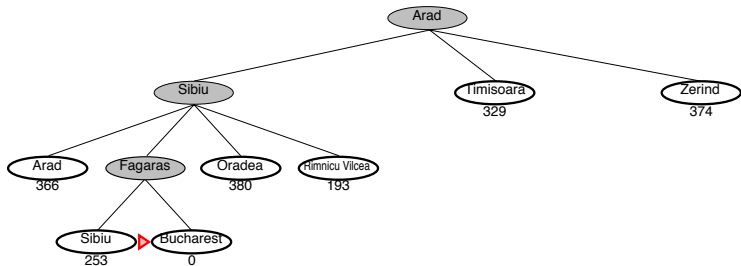 Arad
Sibiu
Timisoara
Zerind
329
374
Arad
Fagaras
Oradea
Rimnicu Vilcea
366
380
193
Sibiu
Bucharest
253
0